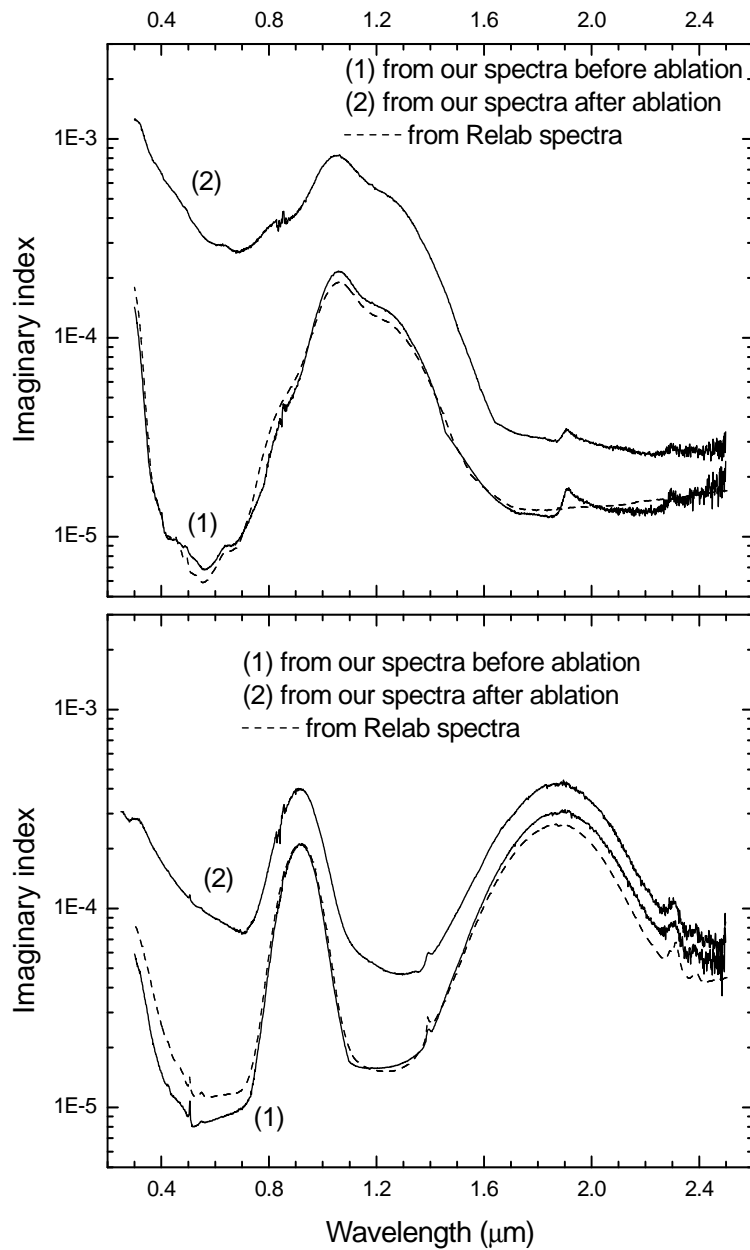 0.4 0.8 1.2 1.6 2.0 2.4
(1) from our spectra before ablation
(2) from our spectra after ablation
from Relab spectra
1E-3
(2)
Imaginary index
1E-4
(1)
1E-5
(1) from our spectra before ablation
(2) from our spectra after ablation
from Relab spectra
1E-3
(2)
Imaginary index
1E-4
(1)
1E-5
0.4 0.8 1.2 1.6 2.0 2.4
Wavelength (μm)